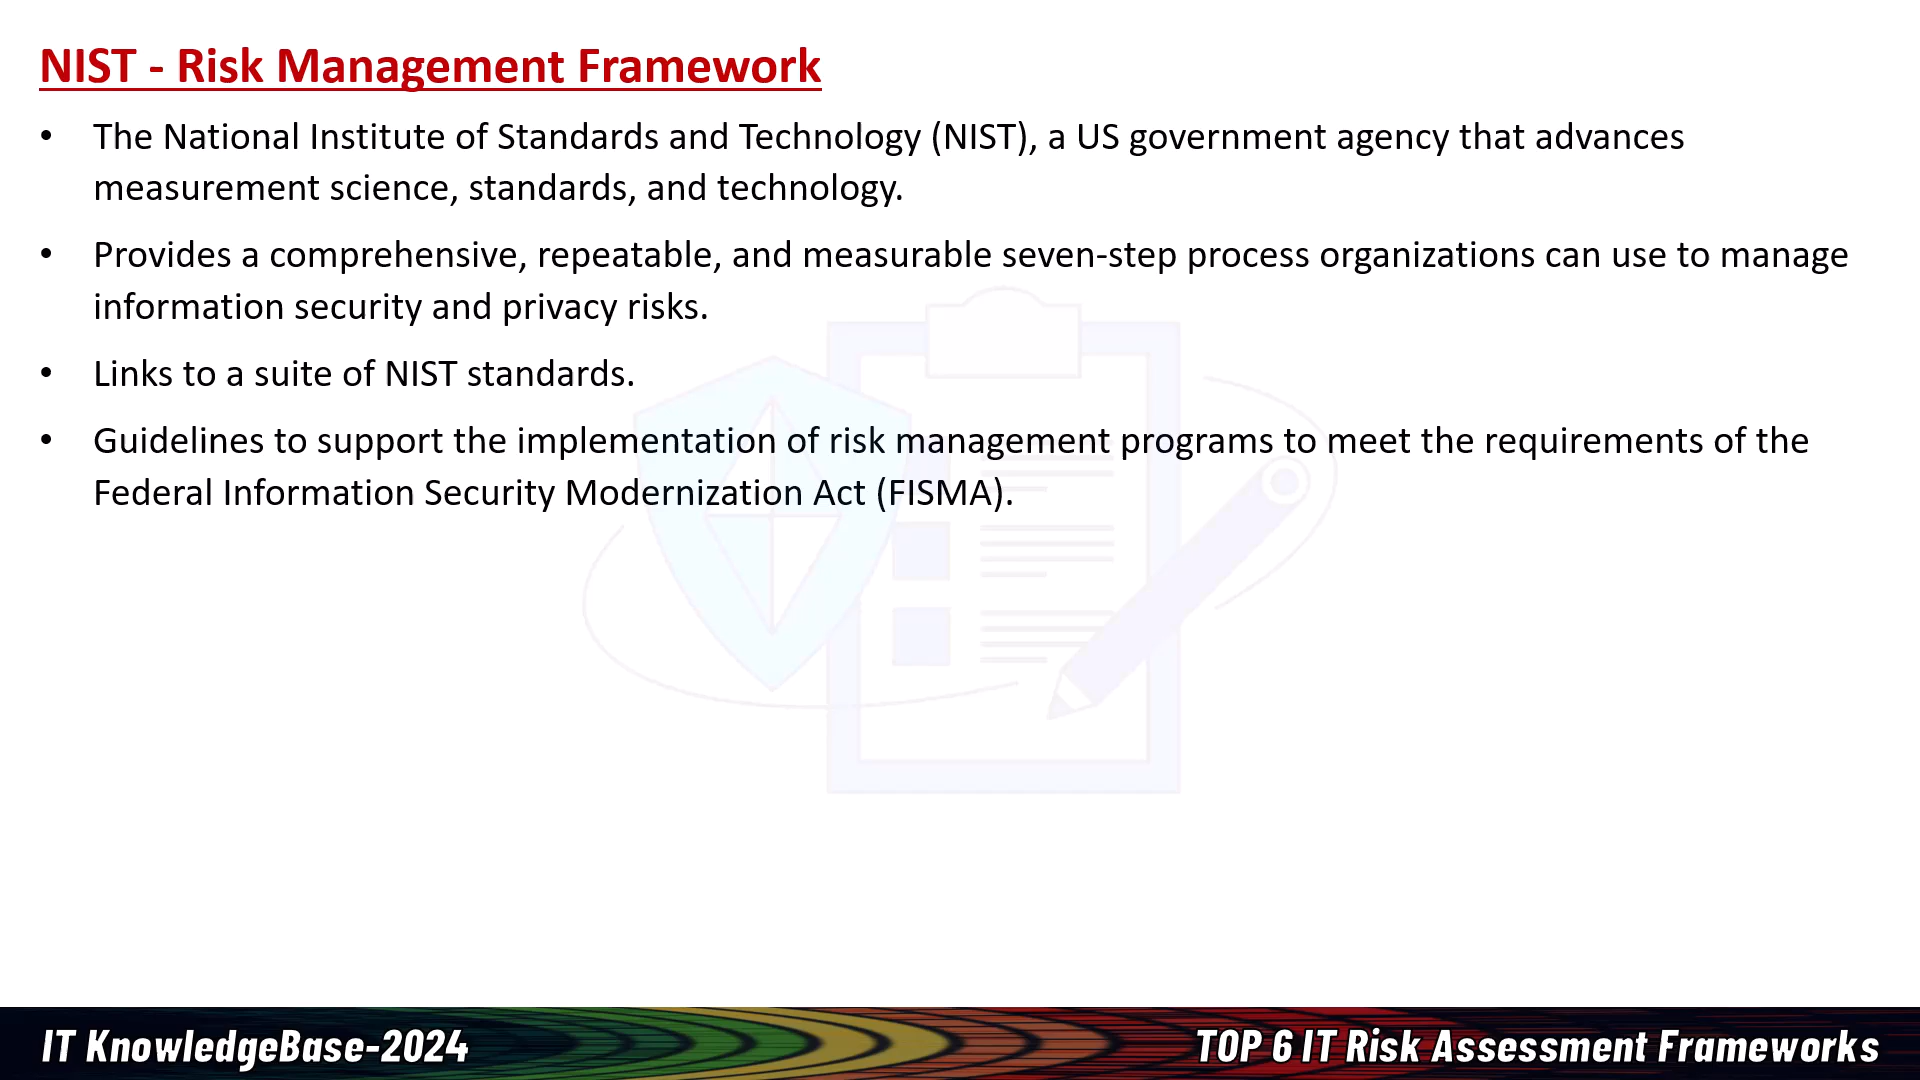 NIST - Risk Management Framework
• The National Institute of Standards and Technology (NIST), a US government agency that advances
measurement science, standards, and technology.
• Provides a comprehensive, repeatable, and measurable seven-step process organizations can use to manage
information security and privacy risks.
• Links to a suite of NIST standards.
• Guidelines to support the implementation of risk management programs to meet the requirements of the
Federal Information Security Modernization Act (FISMA).
IT KnowledgeBase-2024
TOP 6 IT Risk Assessment Frameworks